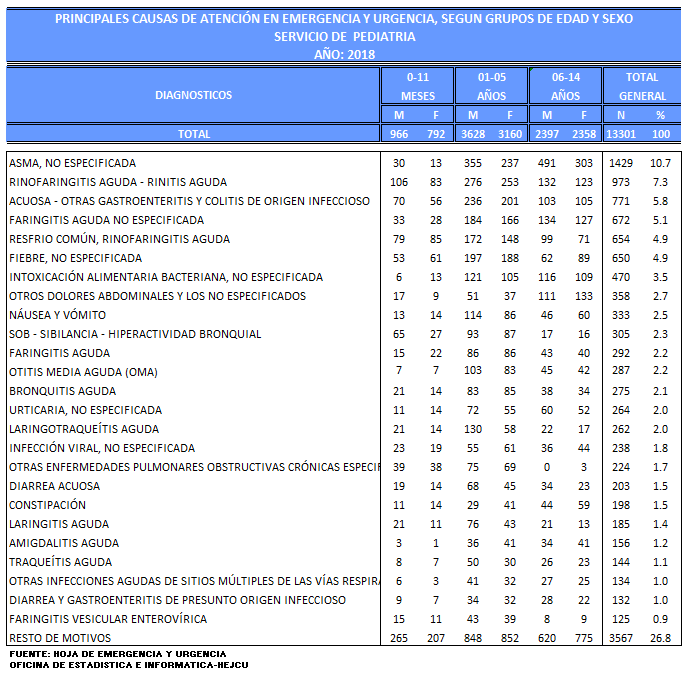 PRINCIPALES CAUSAS DE ATENCIÓN EN EMERGENCIA Y URGENCIA, SEGUN GRUPOS DE EDAD Y SEXO
SERVICIO DE PEDIATRIA
AÑO: 2018
DIAGNOSTICOS 0-11 MESES 01-05 AÑOS 06-14 AÑOS TOTAL GENERAL
M F M F M F N %
TOTAL 966 792 3628 3160 2397 2358 13301 100
ASMA, NO ESPECIFICADA 30 13 355 237 491 303 1429 10.7
RINOFARINGITIS AGUDA - RINITIS AGUDA 106 83 276 253 132 123 973 7.3
ACUOSA - OTRAS GASTROENTERITIS Y COLITIS DE ORIGEN INFECCIOSO 70 56 236 201 103 105 771 5.8
FARINGITIS AGUDA NO ESPECIFICADA 33 28 184 166 134 127 672 5.1
RESFRIO COMÚN, RINOFARINGITIS AGUDA 79 85 172 148 99 71 654 4.9
FIEBRE, NO ESPECIFICADA 53 61 197 188 62 89 650 4.9
INTOXICACIÓN ALIMENTARIA BACTERIANA, NO ESPECIFICADA 6 13 121 105 116 109 470 3.5
OTROS DOLORES ABDOMINALES Y LOS NO ESPECIFICADOS 17 9 51 37 111 133 358 2.7
NÁUSEA Y VÓMITO 13 14 114 86 46 60 333 2.5
SOB - SIBILANCIA - HIPERACTIVIDAD BRONQUIAL 65 27 93 87 17 16 305 2.3
FARINGITIS AGUDA 15 22 86 86 43 40 292 2.2
OTITIS MEDIA AGUDA (OMA) 7 7 103 83 45 42 287 2.2
BRONQUITIS AGUDA 21 14 83 85 38 34 275 2.1
URTICARIA, NO ESPECIFICADA 11 14 72 55 60 52 264 2.0
LARINGOTRAQUEÍTIS AGUDA 21 14 130 58 22 17 262 2.0
INFECCIÓN VIRAL, NO ESPECIFICADA 23 19 55 61 36 44 238 1.8
OTRAS ENFERMEDADES PULMONARES OBSTRUCTIVAS CRÓNICAS ESPECIF 39 38 75 69 0 3 224 1.7
DIARREA ACUOSA 19 14 68 45 34 23 203 1.5
CONSTIPACIÓN 11 14 29 41 44 59 198 1.5
LARINGITIS AGUDA 21 11 76 43 21 13 185 1.4
AMIGDALITIS AGUDA 3 1 36 41 34 41 156 1.2
TRAQUEÍTIS AGUDA 8 7 50 30 26 23 144 1.1
OTRAS INFECCIONES AGUDAS DE SITIOS MÚLTIPLES DE LAS VÍAS RESPIRA 6 3 41 32 27 25 134 1.0
DIARREA Y GASTROENTERITIS DE PRESUNTO ORIGEN INFECCIOSO 9 7 34 32 28 22 132 1.0
FARINGITIS VESICULAR ENTEROVÍRICA 15 11 43 39 8 9 125 0.9
RESTO DE MOTIVOS 265 207 848 852 620 775 3567 26.8
FUENTE: HOJA DE EMERGENCIA Y URGENCIA
OFICINA DE ESTADISTICA E INFORMATICA-HEJCU